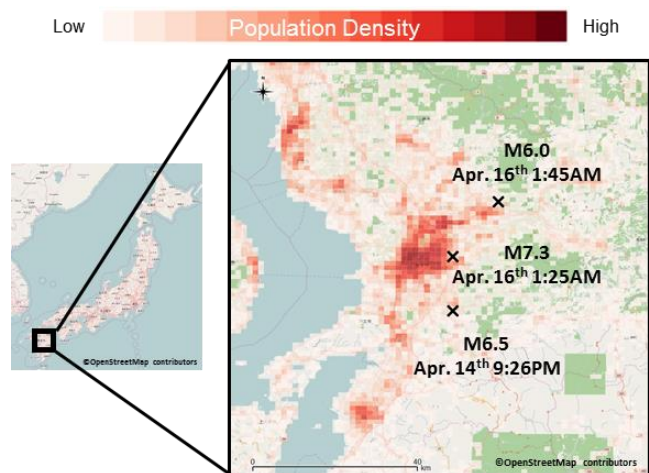 Low Population Density High
M6.0
Apr. 16th 1:45AM
M7.3
Apr. 16th 1:25AM
M6.5
Apr. 14th 9:26PM
©OpenStreetMap contributors
0 40
km
©OpenStreetMap contributors